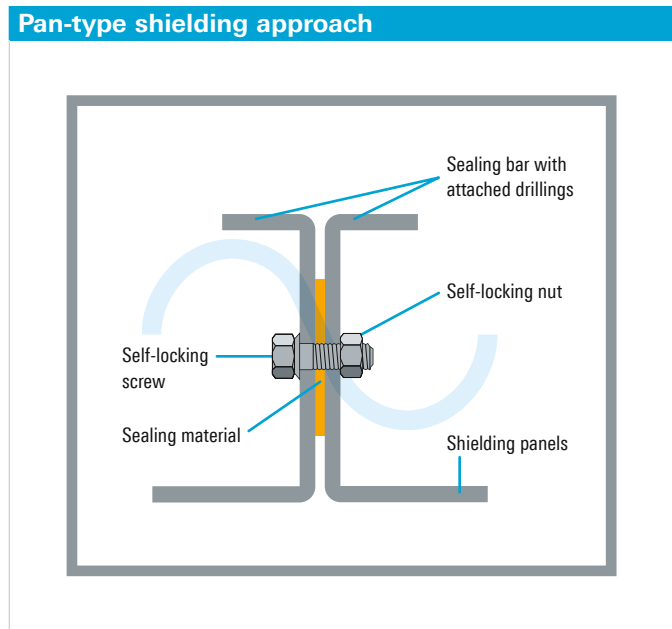 Pan-type shielding approach
Sealing bar with
attached drillings
Self-locking nut
Self-locking
screw
Sealing material
Shielding panels